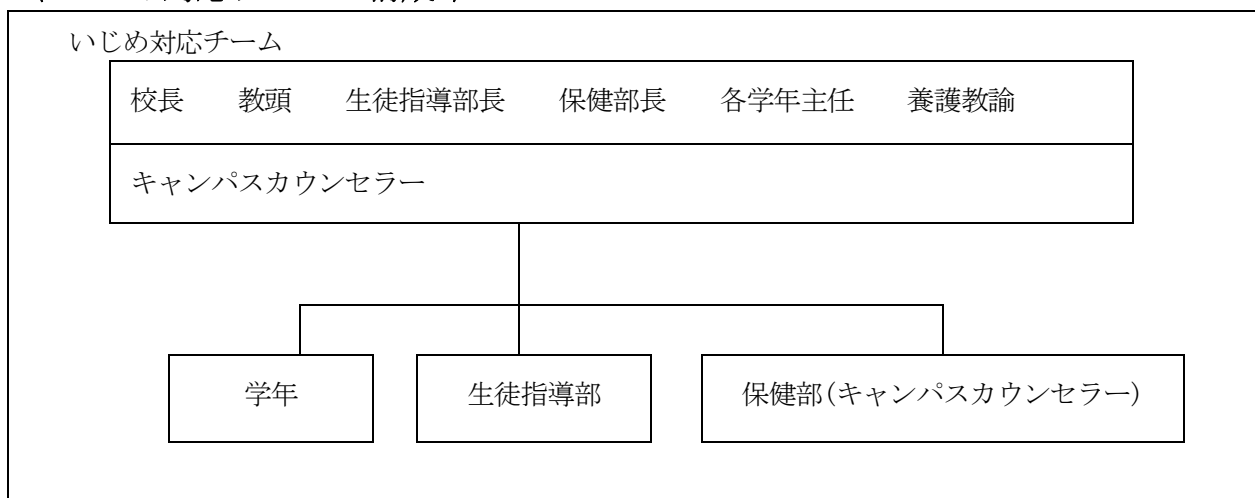 いじめ対応チーム
校長 教頭 生徒指導部長 保健部長 各学年主任 養護教諭
キャンパスカウンセラー
学年 生徒指導部 保健部(キャンパスカウンセラー)